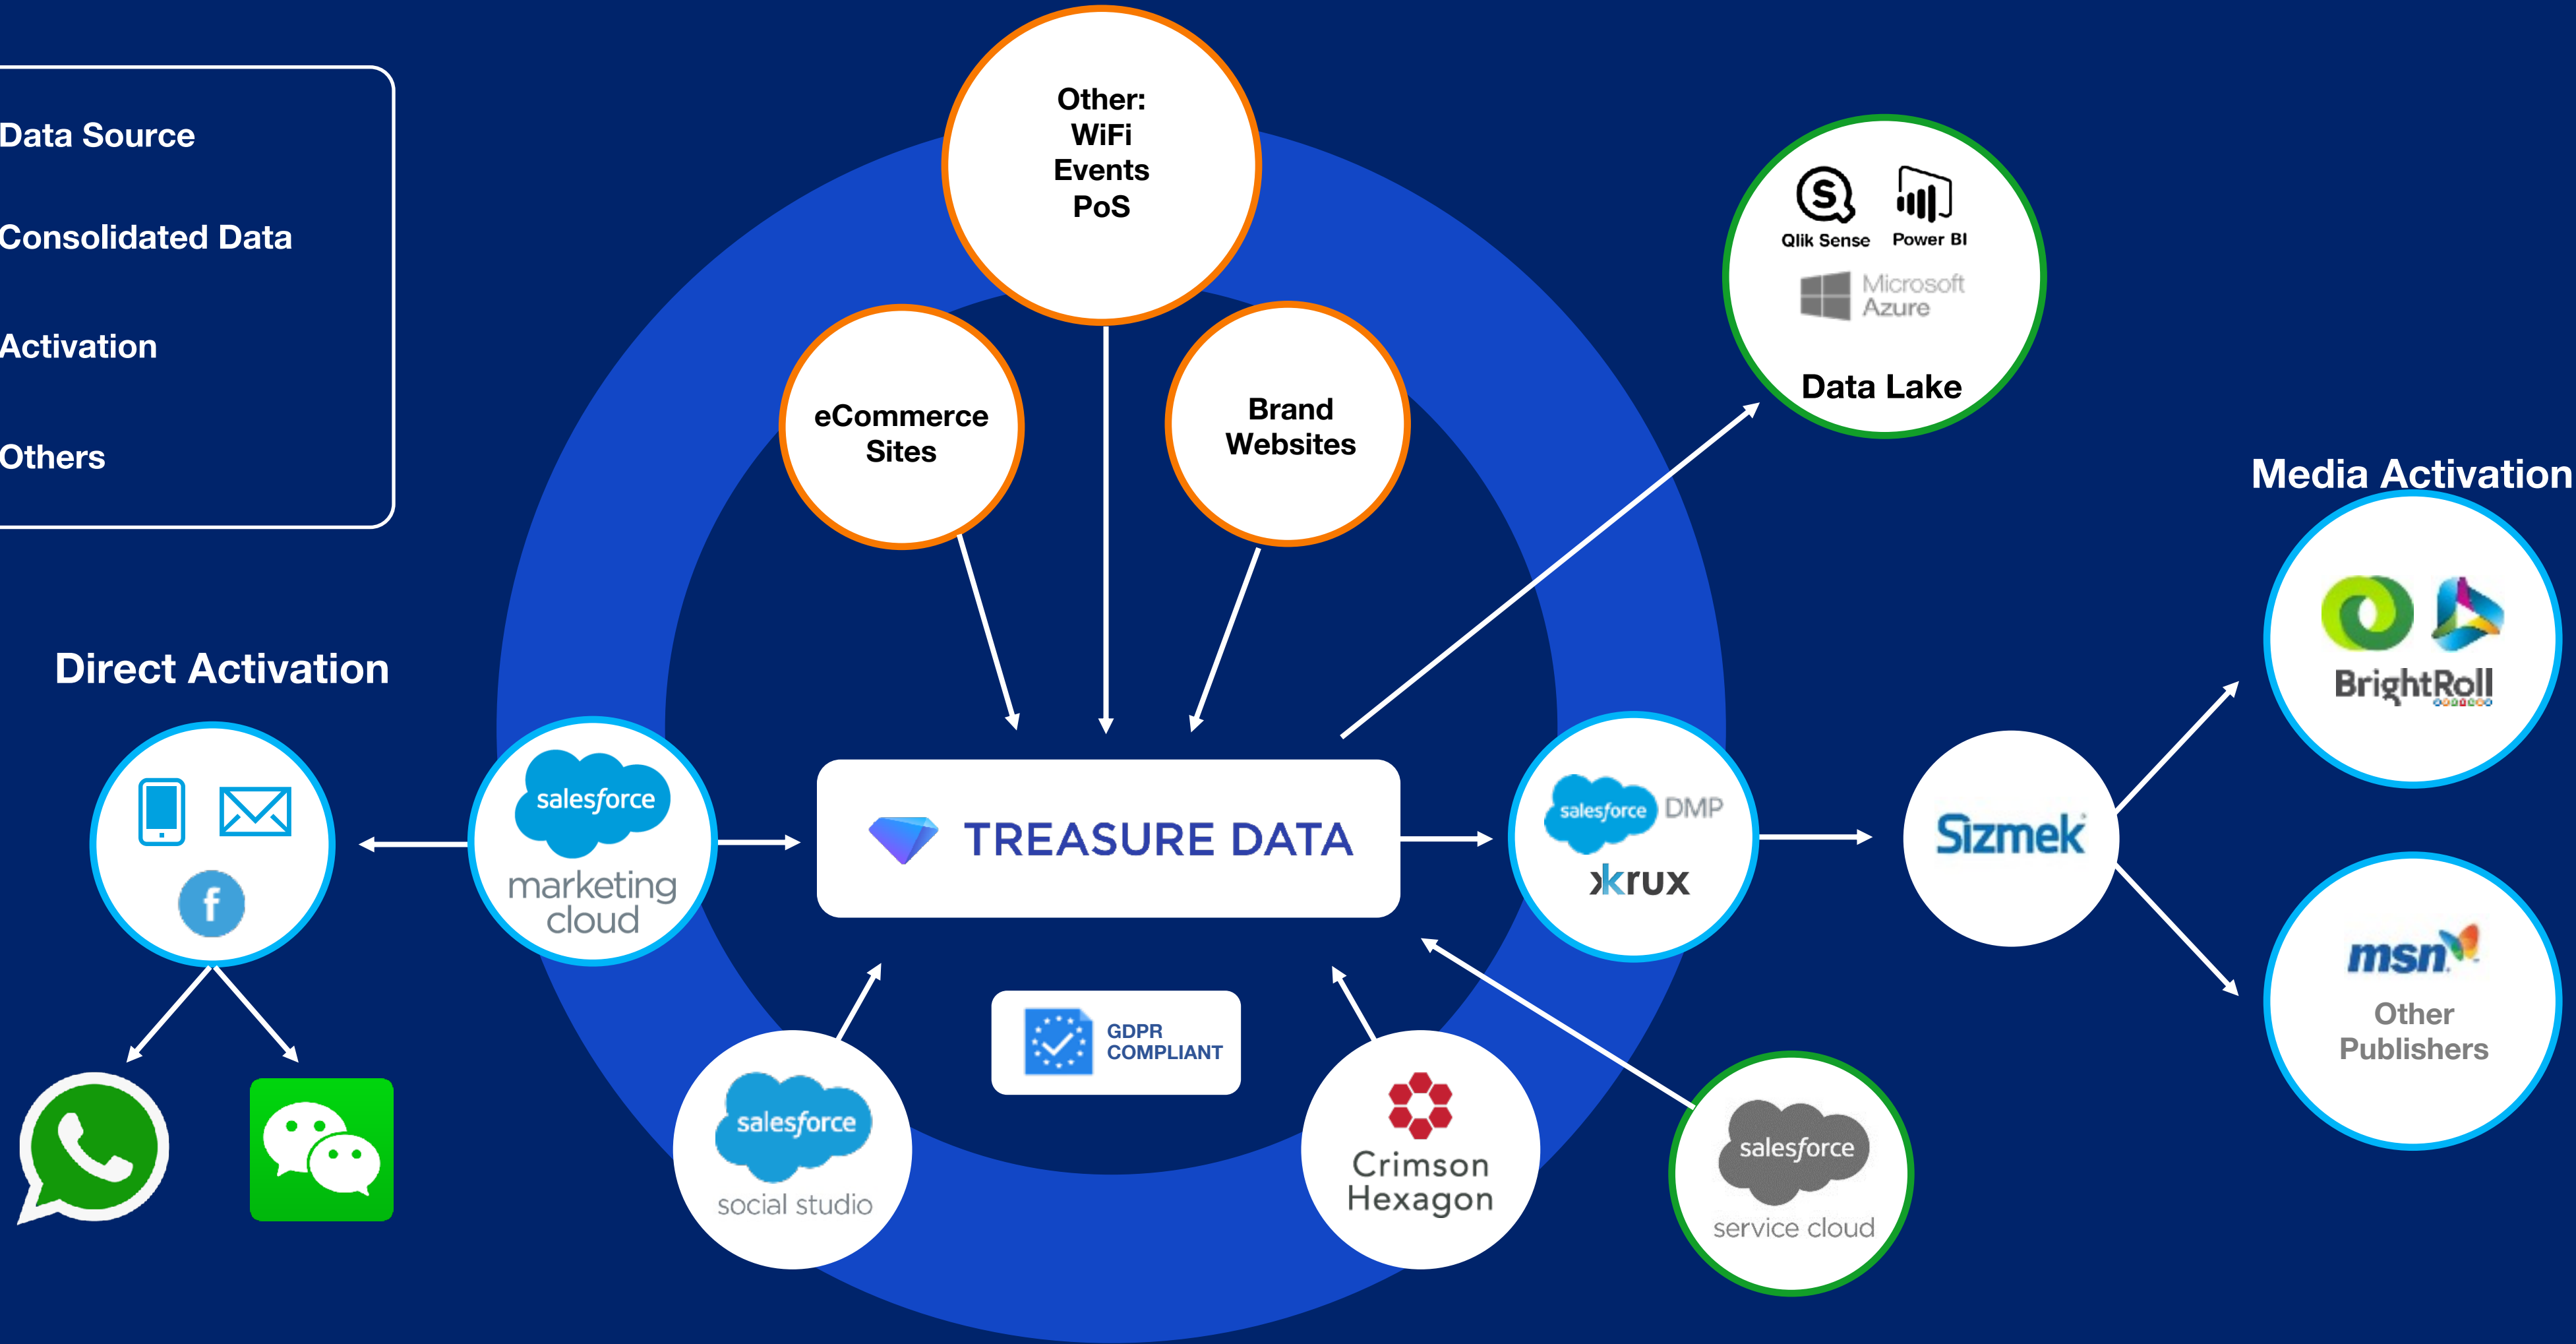 Data Source
Consolidated Data
Activation
Others
Other:
WiFi
Events
PoS
eCommerce
Sites
Brand
Websites
Qlik Sense
Power BI
Microsoft
Azure
Data Lake
Media Activation
BrightRoll
Direct Activation
salesforce
marketing
cloud
TREASURE DATA
salesforce DMP
krux
Sizmek
f
msn
Other
Publishers
GDPR
COMPLIANT
salesforce
social studio
Crimson
Hexagon
salesforce
service cloud